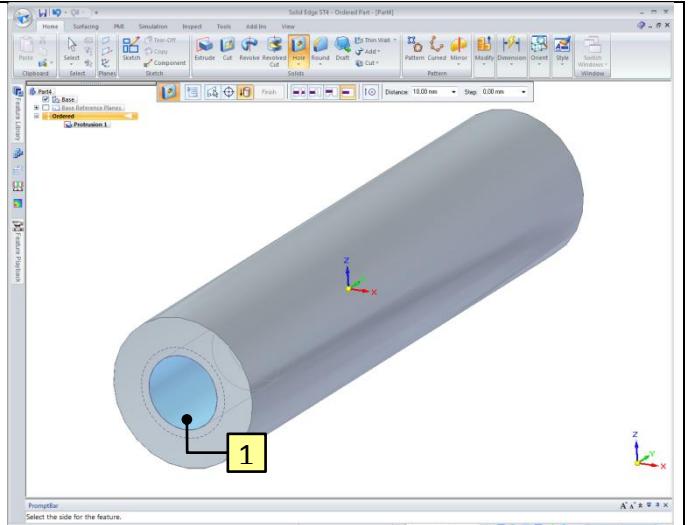 Solid Edge ST4 - Ordered Part - [Part4]
Home Surfacing PMI Simulation Inspect Tools Add Ins View
Paste Select Sketch Tear-Off Copy Component Extrude Cut Revolve Revolved Cut Hole Round Draft Thin Wall Add Cut Pattern Curved Mirror Modify Dimension Orient Style Switch Windows
Clipboard Select Planes Sketch Solids Pattern Window
Part4
Base
Base Reference Planes
Ordered
Protrusion 1
Finish Distance: 10,00 mm Step: 0,00 mm
Feature Library
Feature Playback
Z
X
1
Z
Y
X
PromptBar
Select the side for the feature.